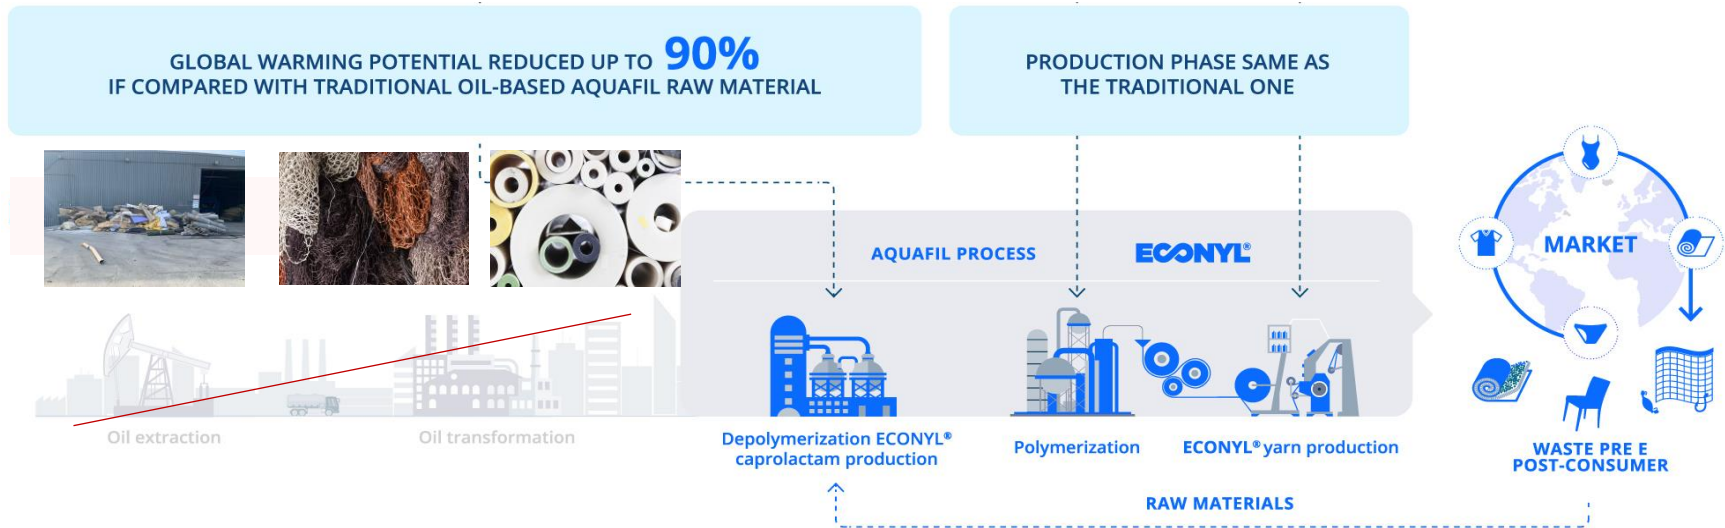 GLOBAL WARMING POTENTIAL REDUCED UP TO 90%
IF COMPARED WITH TRADITIONAL OIL-BASED AQUAFIL RAW MATERIAL
PRODUCTION PHASE SAME AS
THE TRADITIONAL ONE
AQUAFIL PROCESS
ECONYL®
MARKET
Oil extraction
Oil transformation
Depolymerization ECONYL®
caprolactam production
Polymerization
ECONYL® yarn production
WASTE PRE E
POST-CONSUMER
RAW MATERIALS